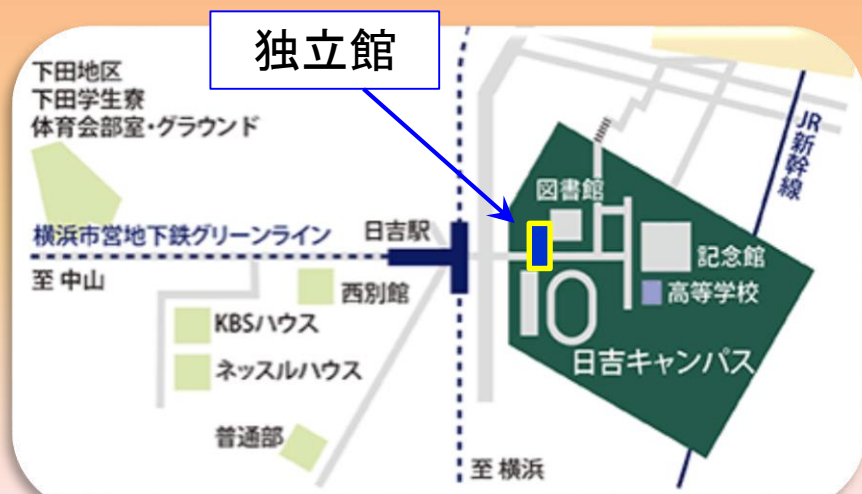 独立館
下田地区
下田学生寮
体育会部室・グラウンド
JR新幹線
図書館
横浜市営地下鉄グリーンライン
日吉駅
至 中山
記念館
西別館
高等学校
KBSハウス
ネッスルハウス
日吉キャンパス
普通部
至 横浜